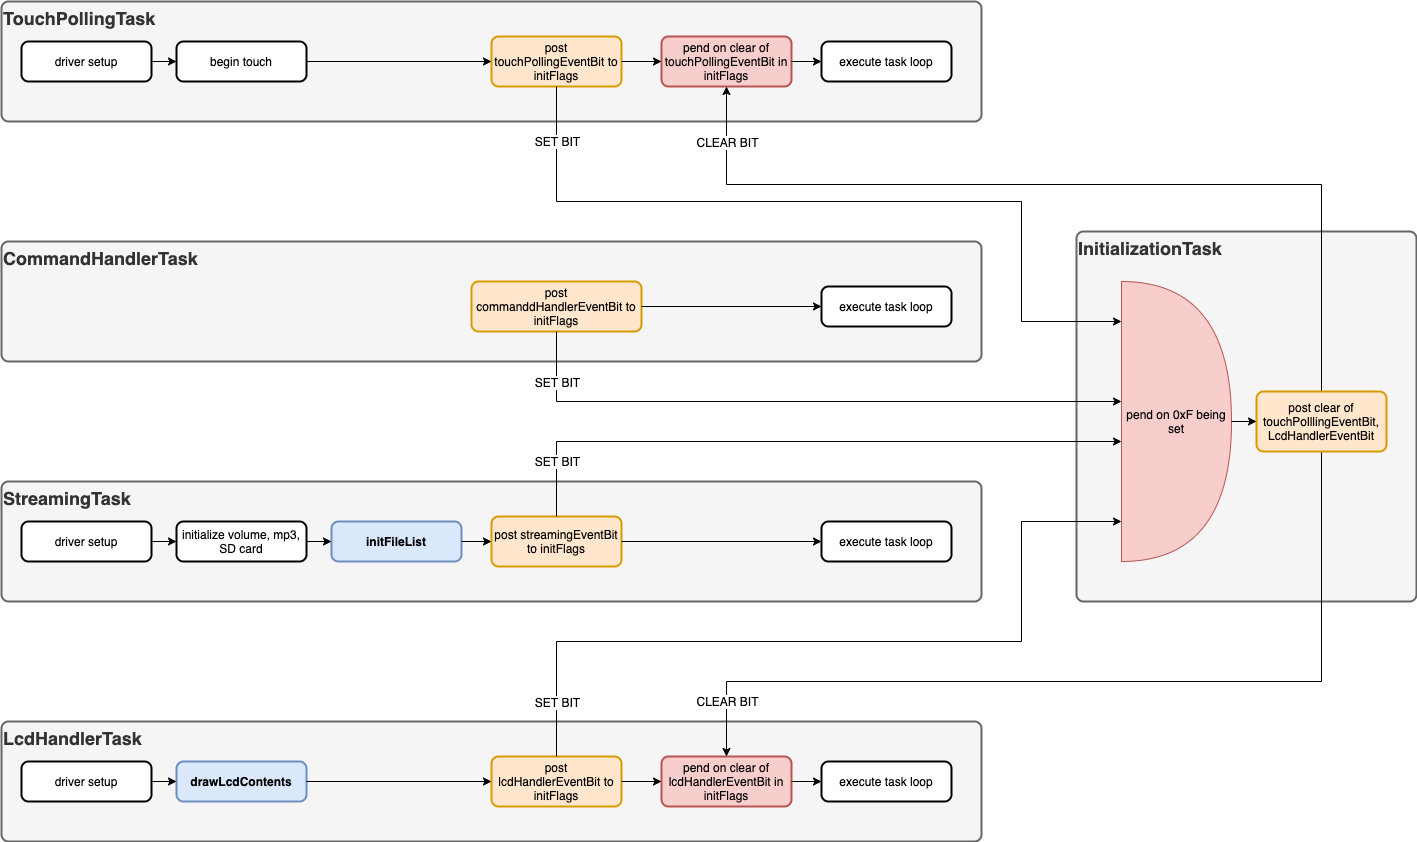 TouchPollingTask
driver setup
begin touch
post
touchPollingEventBit to
initFlags
pend on clear of
touchPollingEventBit in
initFlags
execute task loop
SET BIT
CLEAR BIT
CommandHandlerTask
post
commanddHandlerEventBit to
initFlags
execute task loop
SET BIT
InitializationTask
pend on 0xF being
set
post clear of
touchPolllingEventBit,
LcdHandlerEventBit
SET BIT
StreamingTask
driver setup
initialize volume, mp3,
SD card
initFileList
post streamingEventBit
to initFlags
execute task loop
SET BIT
CLEAR BIT
LcdHandlerTask
driver setup
drawLcdContents
post
lcdHandlerEventBit to
initFlags
pend on clear of
lcdHandlerEventBit in
initFlags
execute task loop